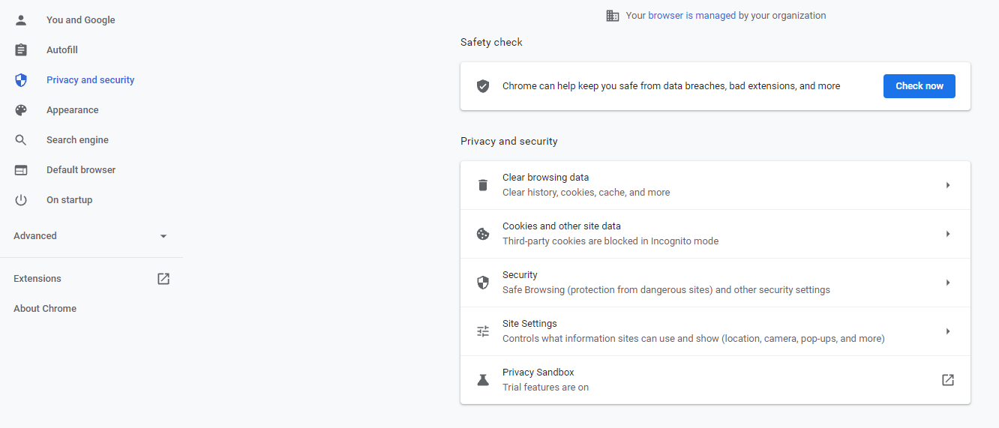 You and Google
Autofill
Privacy and security
Appearance
Search engine
Default browser
On startup
Advanced
Extensions
About Chrome
Your browser is managed by your organization
Safety check
Chrome can help keep you safe from data breaches, bad extensions, and more
Check now
Privacy and security
Clear browsing data
Clear history, cookies, cache, and more
Cookies and other site data
Third-party cookies are blocked in Incognito mode
Security
Safe Browsing (protection from dangerous sites) and other security settings
Site Settings
Controls what information sites can use and show (location, camera, pop-ups, and more)
Privacy Sandbox
Trial features are on